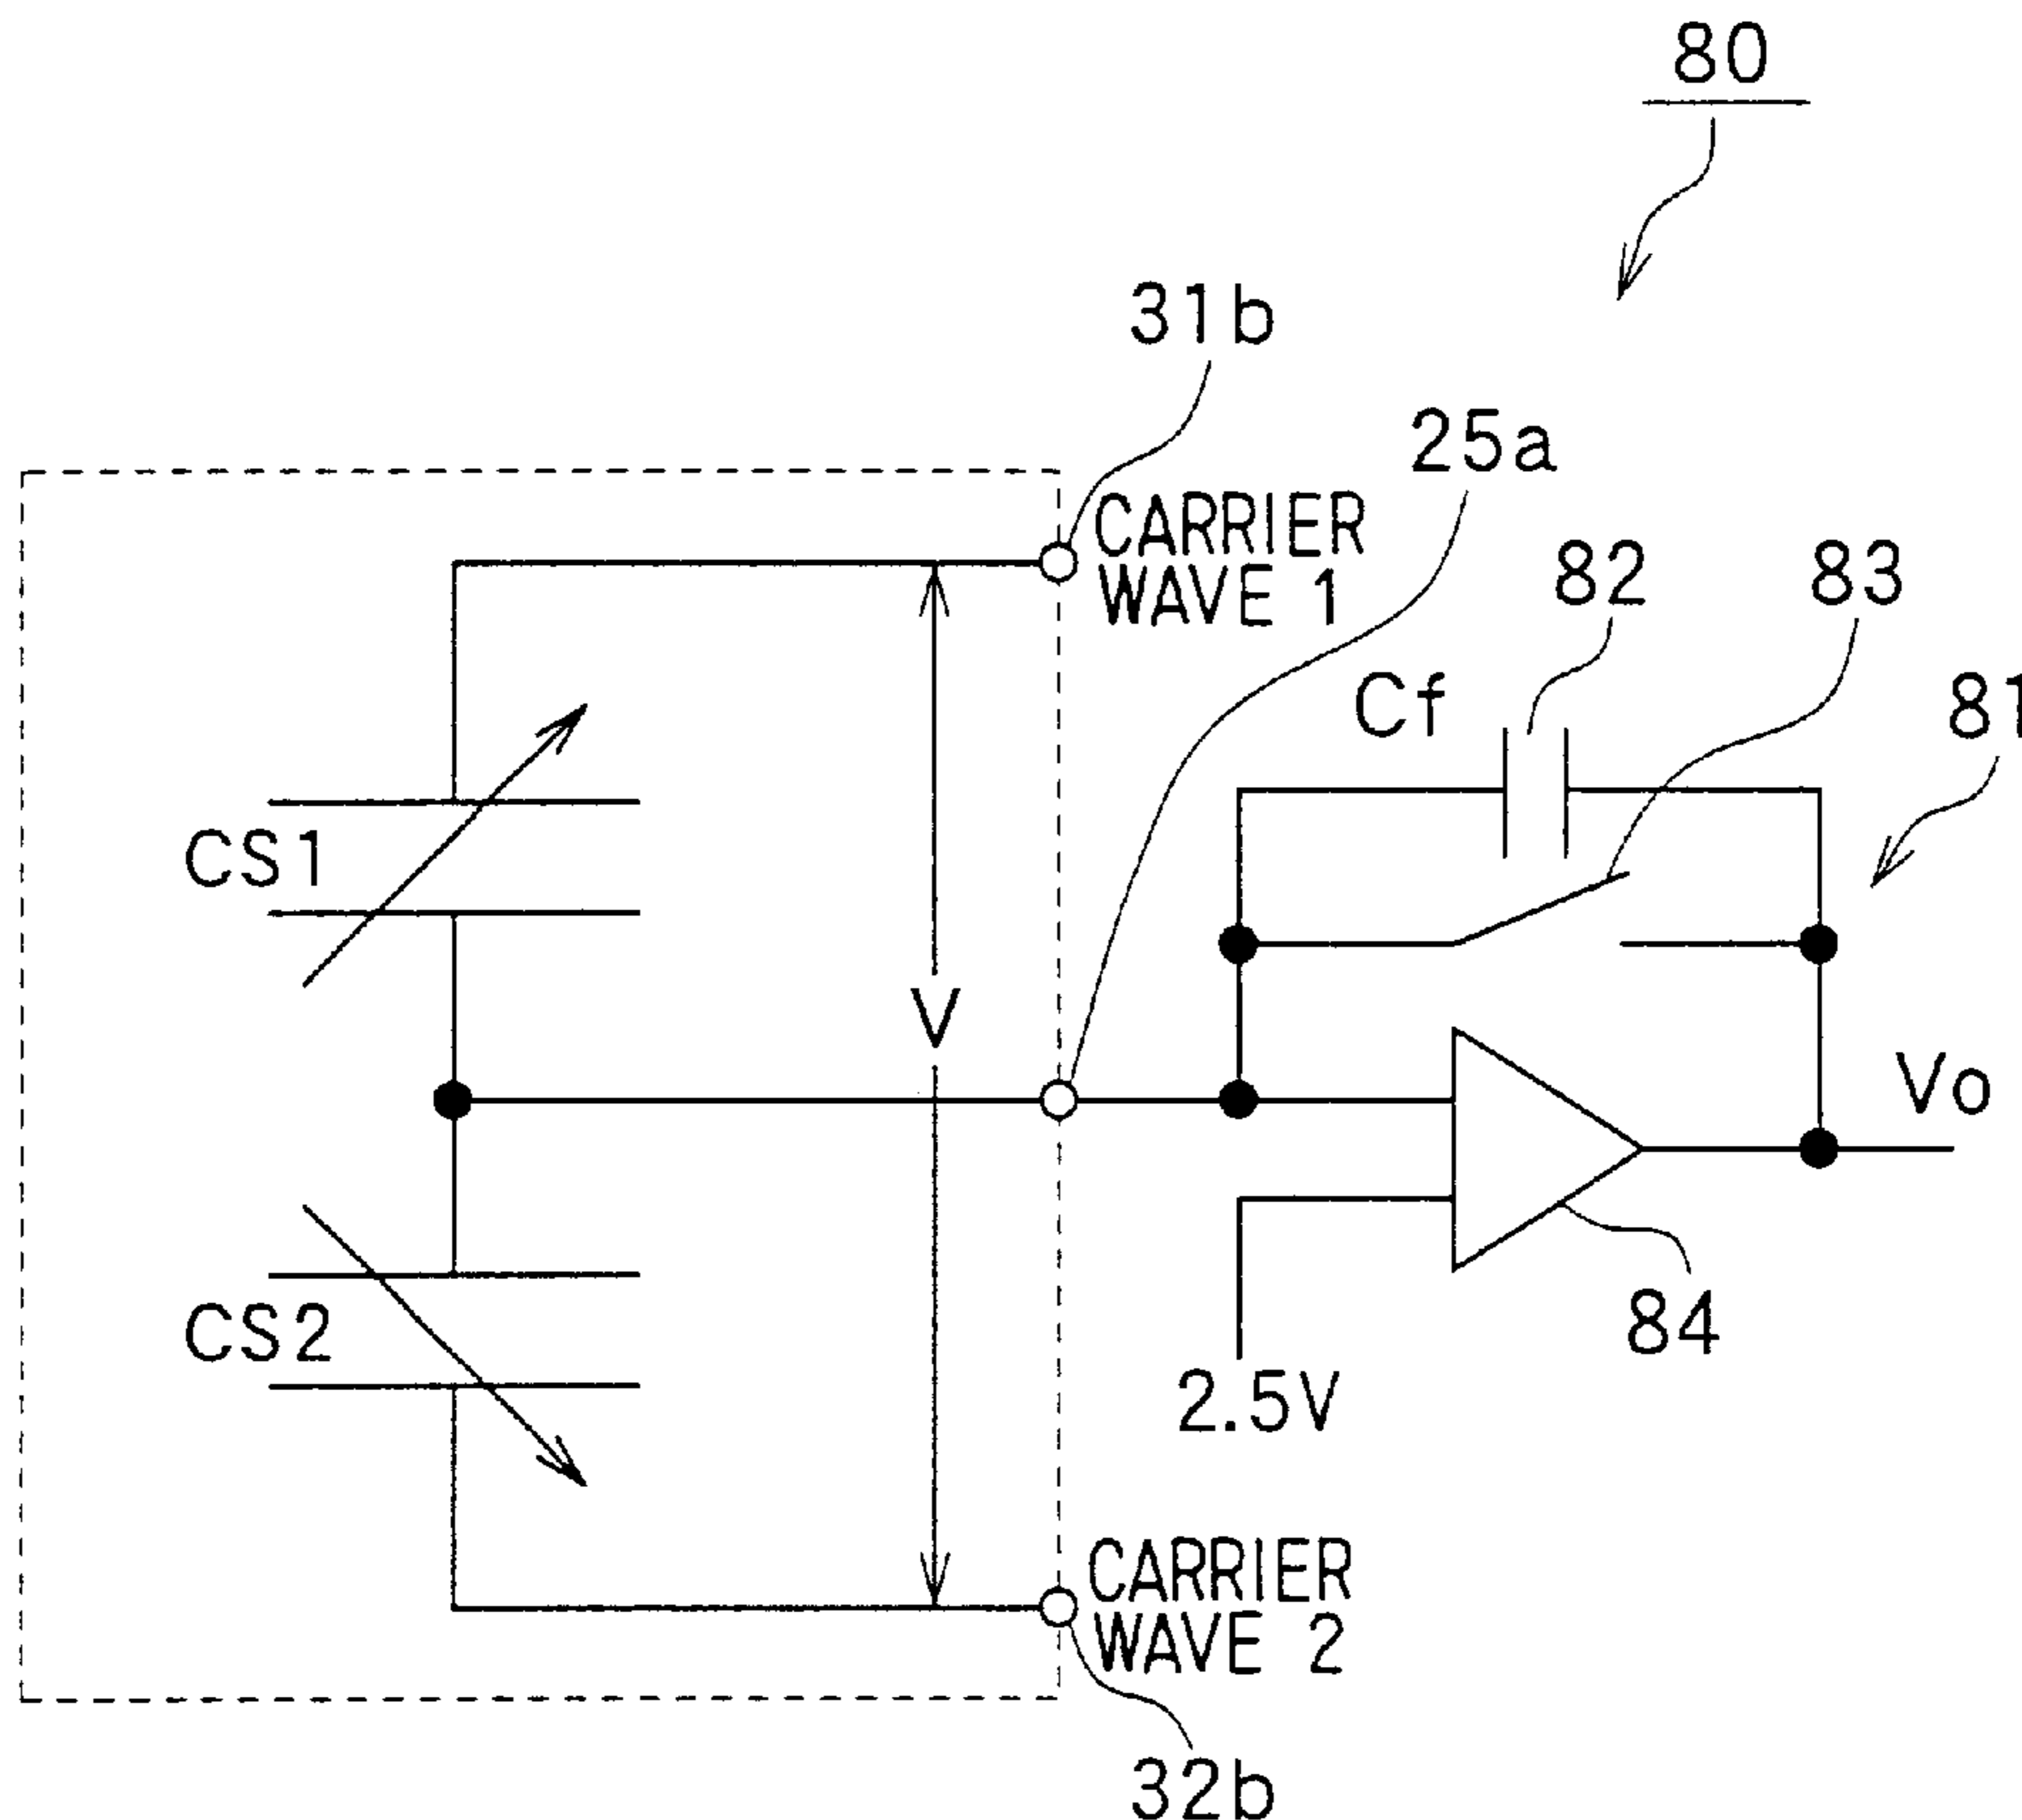 80
31b
25a
CARRIER
WAVE 1
82
83
Cf
81
CS1
V
Vo
CS2
84
2.5V
CARRIER
WAVE 2
32b